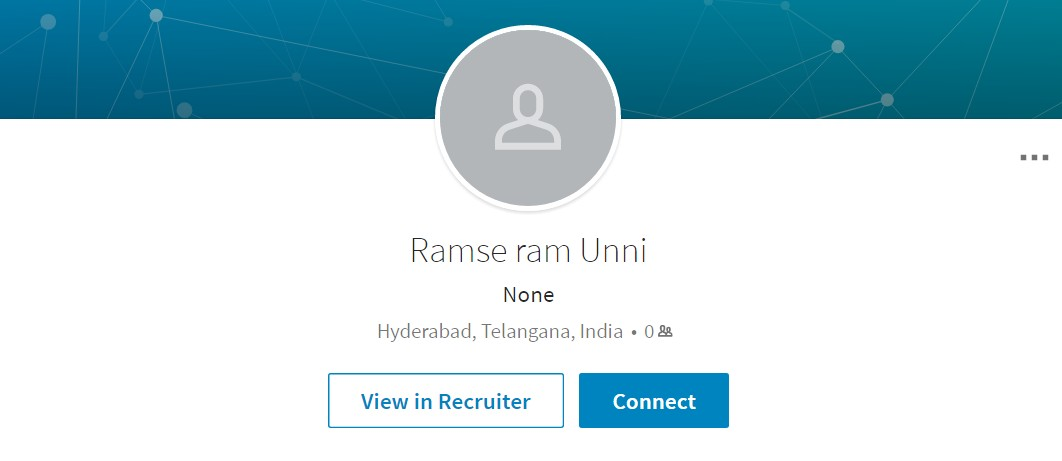 Ramse ram Unni
None
Hyderabad, Telangana, India • 0
View in Recruiter
Connect